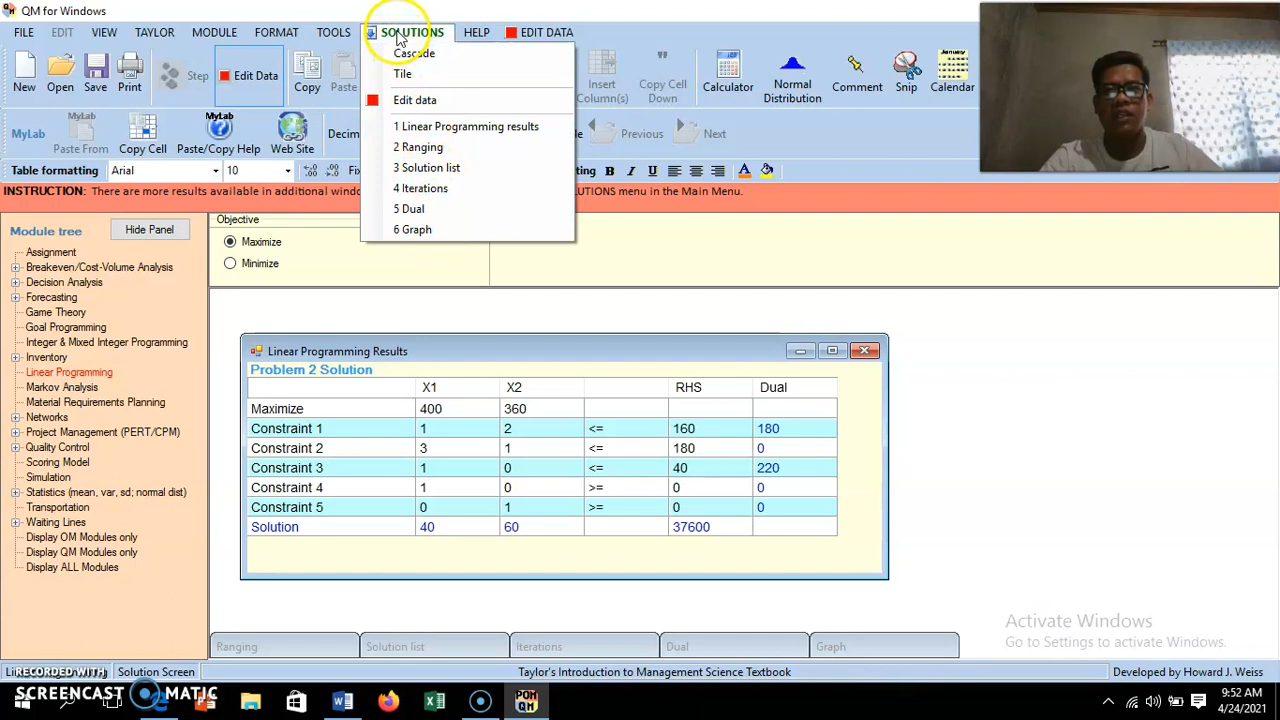 QM for Windows
FILE EDIT VIEW TAYLOR MODULE FORMAT TOOLS SOLUTIONS HELP EDIT DATA
New Open Save Print Step Edit Data Copy Paste
Insert Column(s) Copy Cell Down Calculator Normal Distribution Comment Snip Calendar
January
Cascade
Tile
Edit data
1 Linear Programming results
2 Ranging
3 Solution list
4 Iterations
5 Dual
6 Graph
MyLab MyLab Paste From Copy Cell MyLab Paste/Copy Help Web Site Decim Previous Next
Table formatting Arial 10 B I U A
INSTRUCTION: There are more results available in additional windo OLUTIONS menu in the Main Menu.
Module tree Hide Panel
Assignment
Breakeven/Cost-Volume Analysis
Decision Analysis
Forecasting
Game Theory
Goal Programming
Integer & Mixed Integer Programming
Inventory
Linear Programming
Markov Analysis
Material Requirements Planning
Networks
Project Management (PERT/CPM)
Quality Control
Scoring Model
Simulation
Statistics (mean, var, sd; normal dist)
Transportation
Waiting Lines
Display OM Modules only
Display QM Modules only
Display ALL Modules
Objective
Maximize
Minimize
Linear Programming Results
Problem 2 Solution
X1 X2 RHS Dual
Maximize 400 360
Constraint 1 1 2 <= 160 180
Constraint 2 3 1 <= 180 0
Constraint 3 1 0 <= 40 220
Constraint 4 1 0 >= 0 0
Constraint 5 0 1 >= 0 0
Solution 40 60 37600
Activate Windows
Go to Settings to activate Windows.
Ranging Solution list Iterations Dual Graph
Solution Screen Taylor's Introduction to Management Science Textbook Developed by Howard J. Weiss
RECORDED WITH
SCREENCAST MATIC
POM QM
9:52 AM
4/24/2021